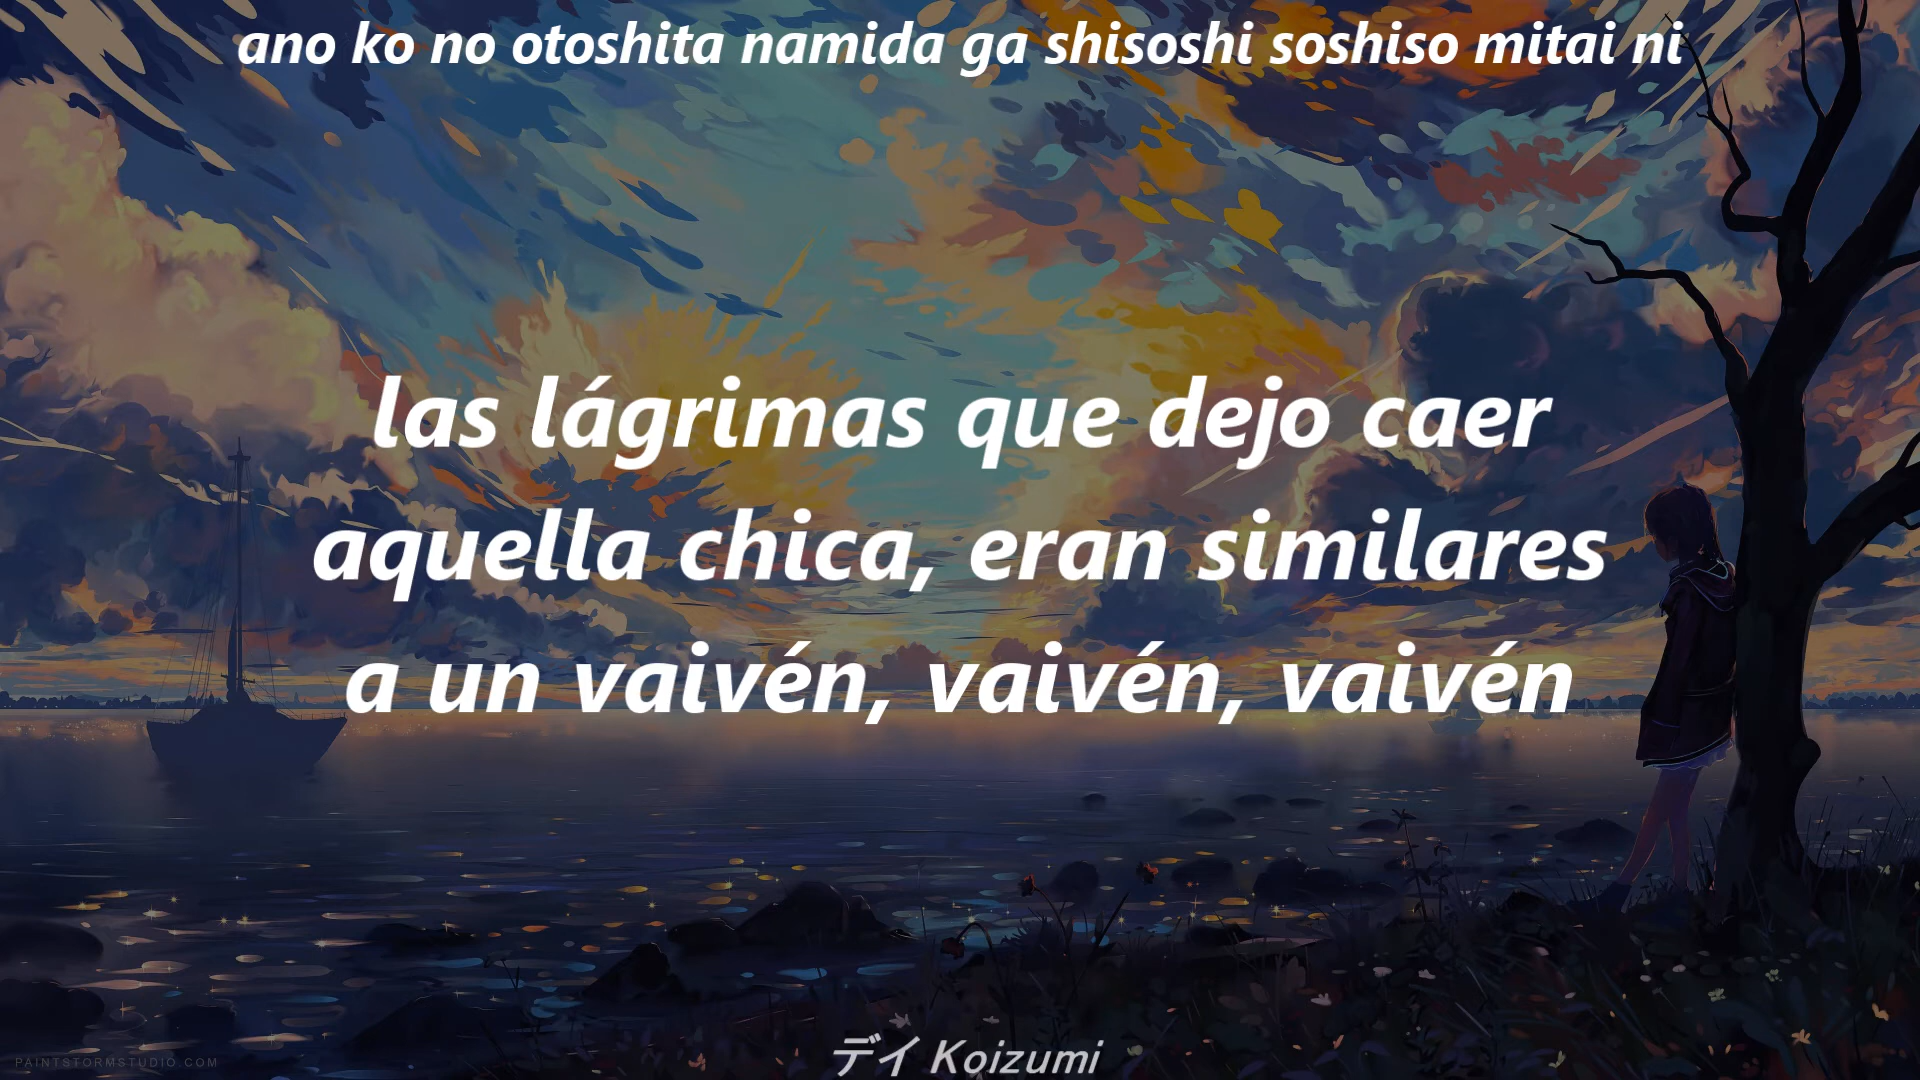 ano ko no otoshita namida ga shisoshi soshiso mitai ni
las lágrimas que dejo caer
aquella chica, eran similares
a un vaivén, vaivén, vaivén
PAINTSTORMSTUDIO.COM
デイ Koizumi